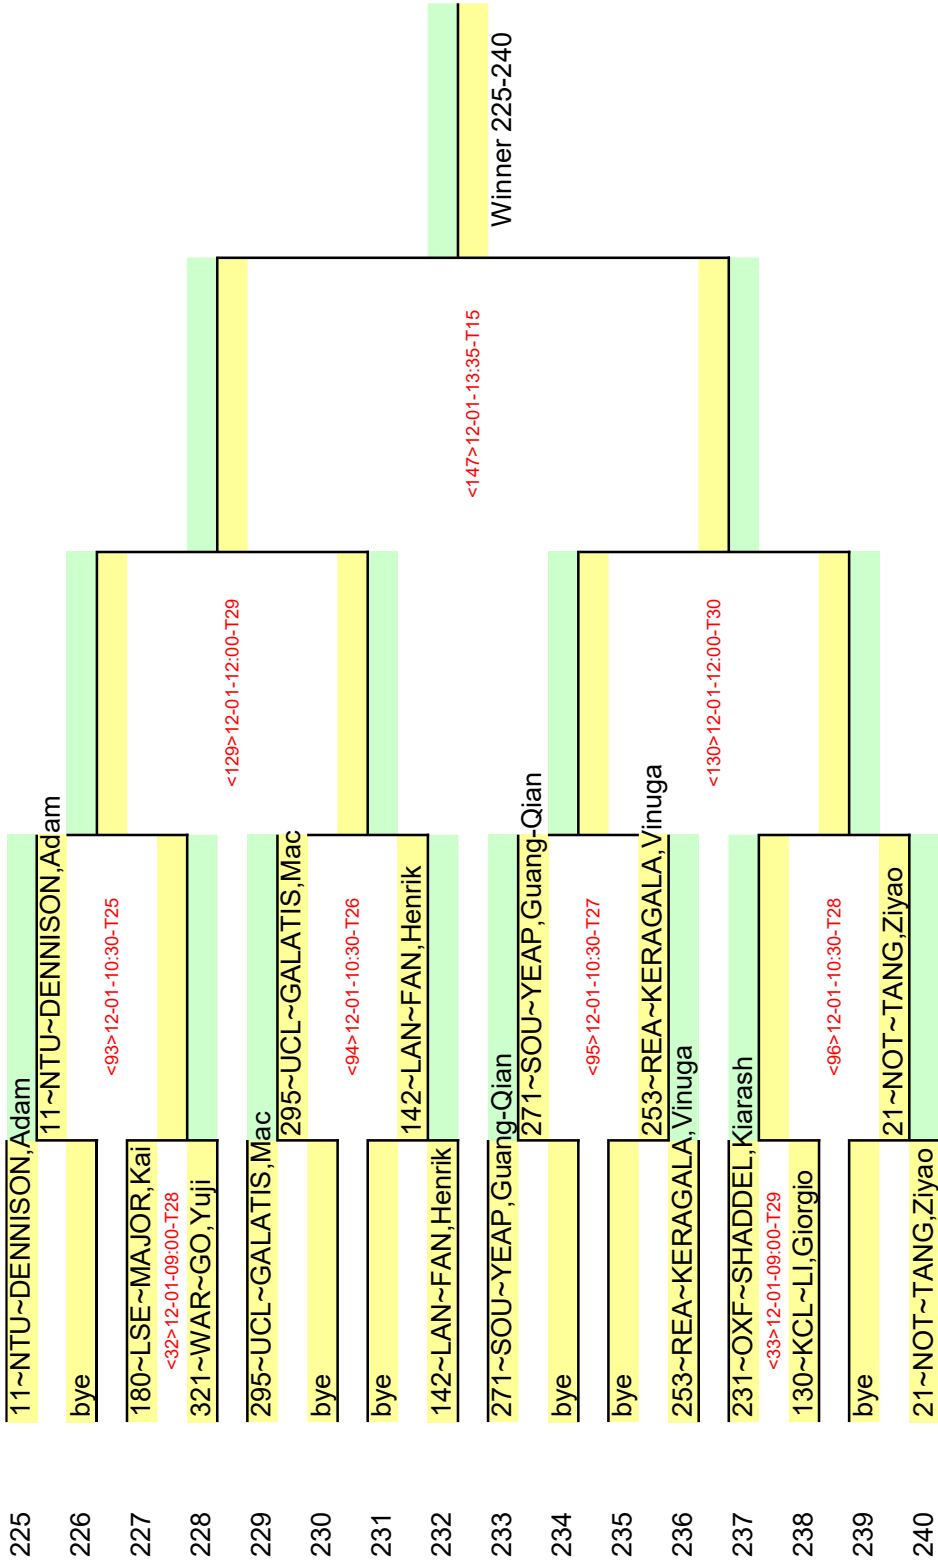 225 11~NTU~DENNISON,Adam
11~NTU~DENNISON,Adam
226 bye
<93>12-01-10:30-T25
227 180~LSE~MAJOR,Kai
<32>12-01-09:00-T28
228 321~WAR~GO,Yuji
<129>12-01-12:00-T29
229 295~UCL~GALATIS,Mac
295~UCL~GALATIS,Mac
230 bye
<94>12-01-10:30-T26
231 bye
142~LAN~FAN,Henrik
232 142~LAN~FAN,Henrik
<147>12-01-13:35-T15
Winner 225-240
233 271~SOU~YEAP,Guang-Qian
271~SOU~YEAP,Guang-Qian
234 bye
<95>12-01-10:30-T27
235 bye
253~REA~KERAGALA,Vinuga
236 253~REA~KERAGALA,Vinuga
<130>12-01-12:00-T30
237 231~OXF~SHADDEL,Kiarash
<33>12-01-09:00-T29
238 130~KCL~LI,Giorgio
<96>12-01-10:30-T28
239 bye
21~NOT~TANG,Ziyao
240 21~NOT~TANG,Ziyao